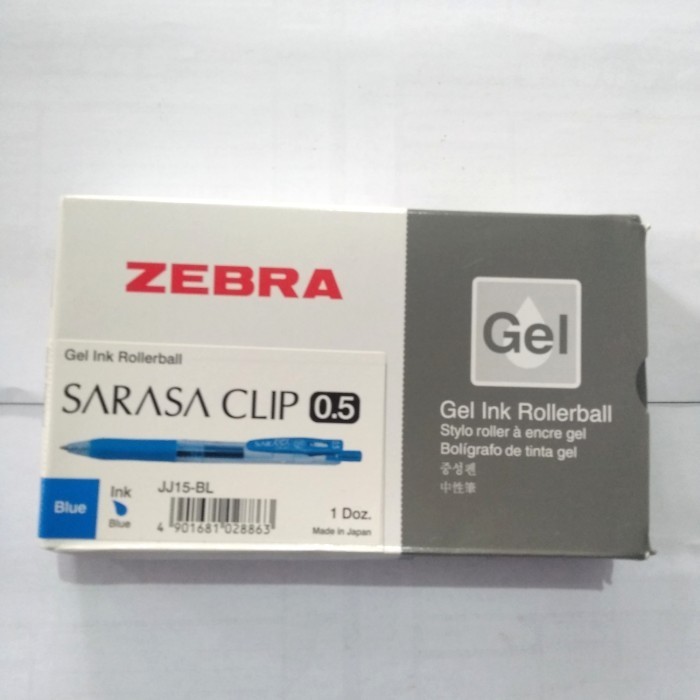 ZEBRA
Gel Ink Rollerball
SARASA CLIP 0.5
Blue
Ink
Blue
JJ15-BL
4 901681 028863
1 Doz.
Made in Japan
Gel
Gel Ink Rollerball
Stylo roller à encre gel
Bolígrafo de tinta gel
중성펜
中性筆